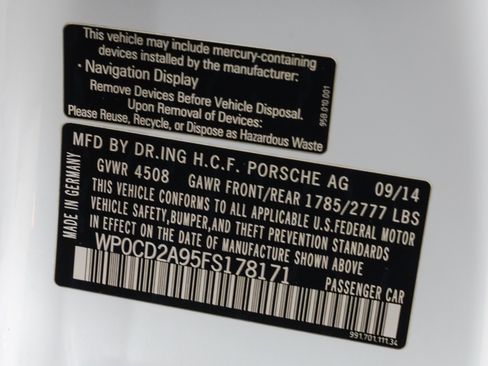 This vehicle may include mercury-containing
devices installed by the manufacturer:
· Navigation Display
Remove Devices Before Vehicle Disposal.
Upon Removal of Devices:
Please Reuse, Recycle, or Dispose as Hazardous Waste
95B.010.001
MFD BY DR.ING H.C.F. PORSCHE AG 09/14
GVWR 4508 GAWR FRONT/REAR 1785/2777 LBS
THIS VEHICLE CONFORMS TO ALL APPLICABLE U.S.FEDERAL MOTOR
VEHICLE SAFETY,BUMPER,AND THEFT PREVENTION STANDARDS
IN EFFECT ON THE DATE OF MANUFACTURE SHOWN ABOVE
WP0CD2A95FS178171
PASSENGER CAR
MADE IN GERMANY
991.701.111.34